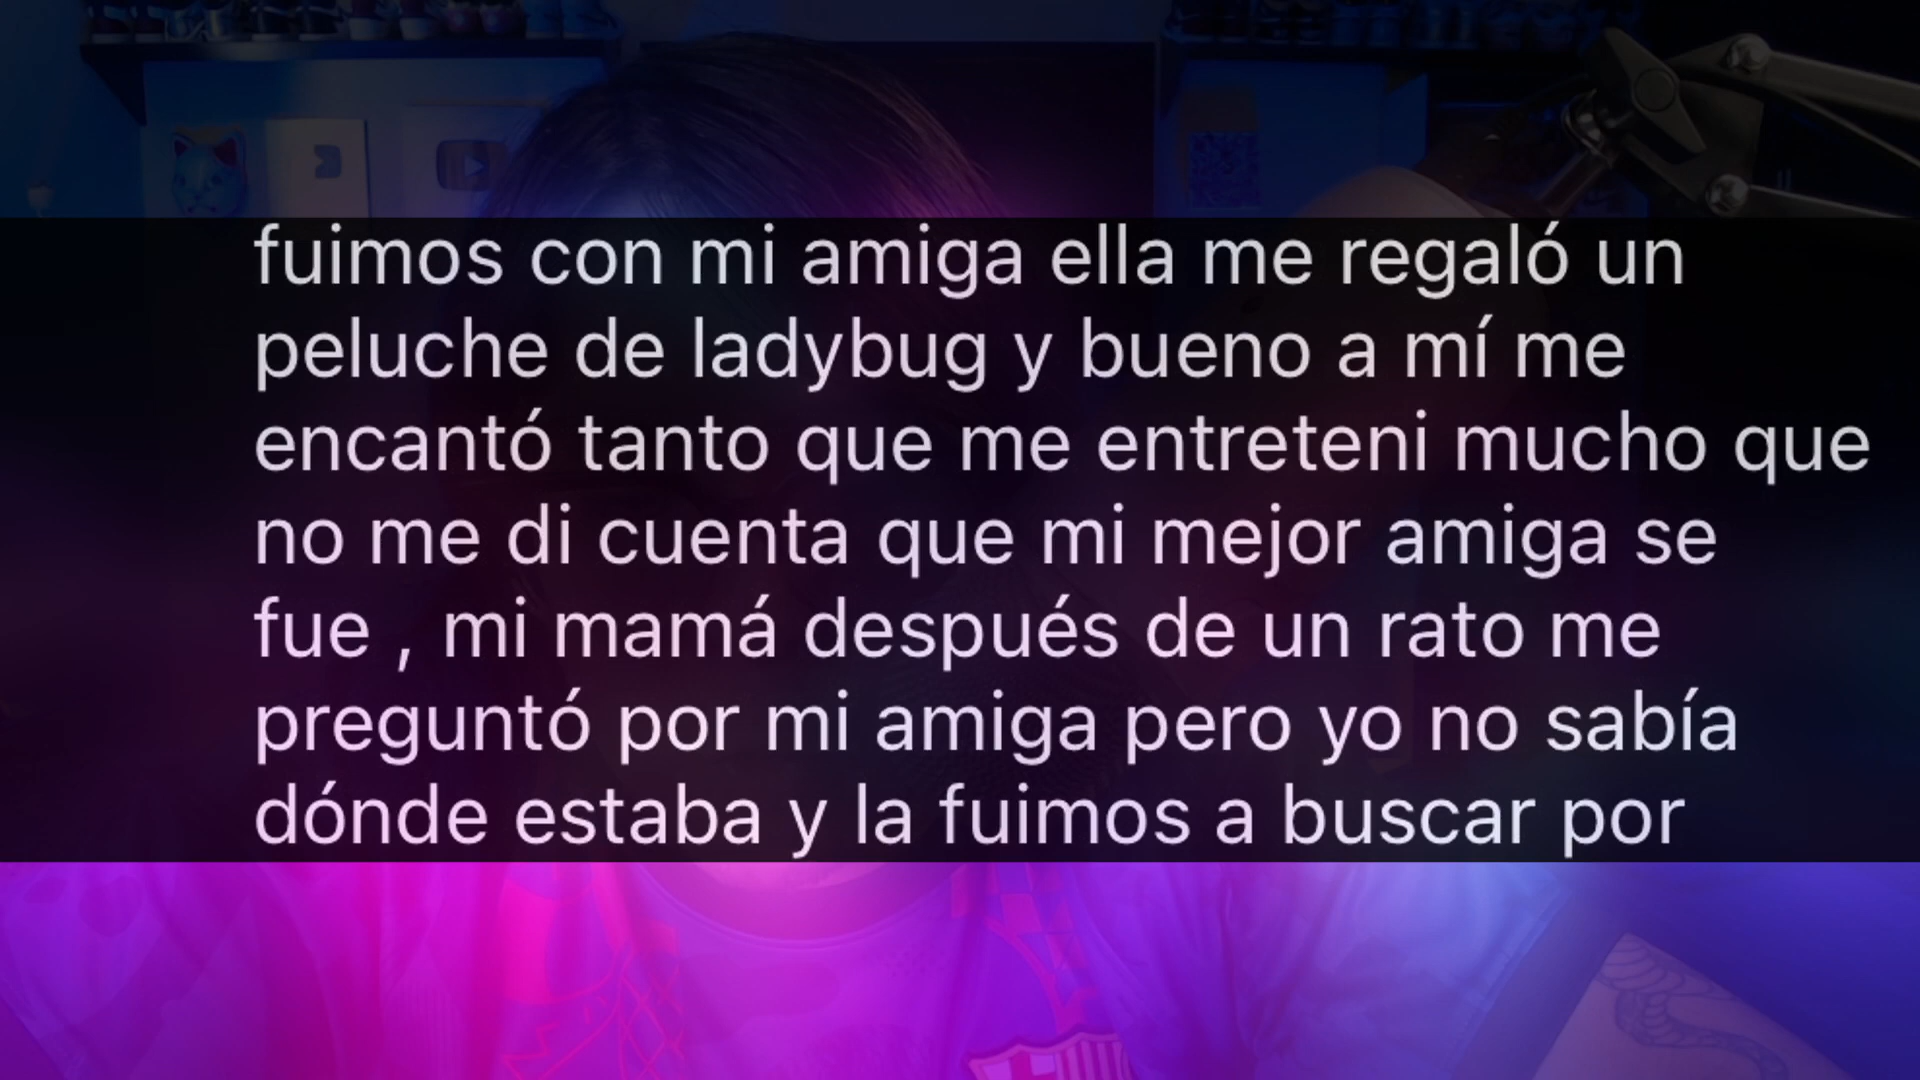 fuimos con mi amiga ella me regaló un
peluche de ladybug y bueno a mí me
encantó tanto que me entreteni mucho que
no me di cuenta que mi mejor amiga se
fue , mi mamá después de un rato me
preguntó por mi amiga pero yo no sabía
dónde estaba y la fuimos a buscar por